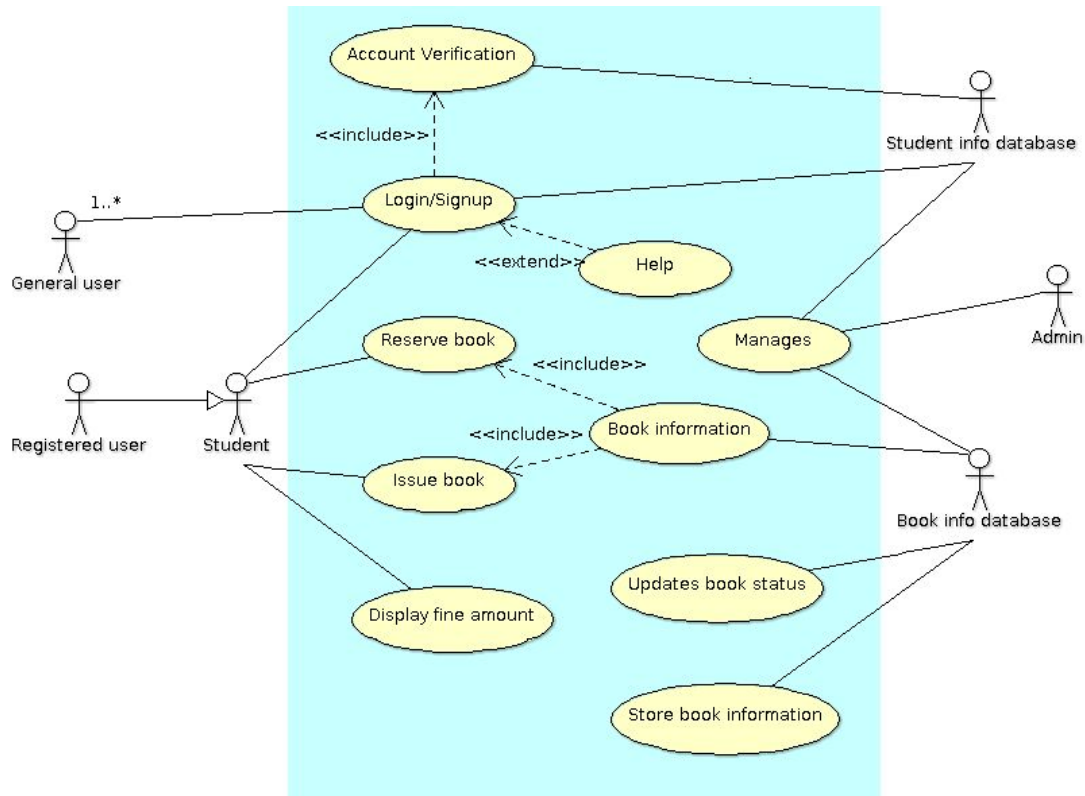 Account Verification
Student info database
<<include>>
1..*
Login/Signup
General user
<<extend>>
Help
Reserve book
Manages
Admin
<<include>>
Registered user
Student
<<include>>
Book information
Issue book
Book info database
Updates book status
Display fine amount
Store book information